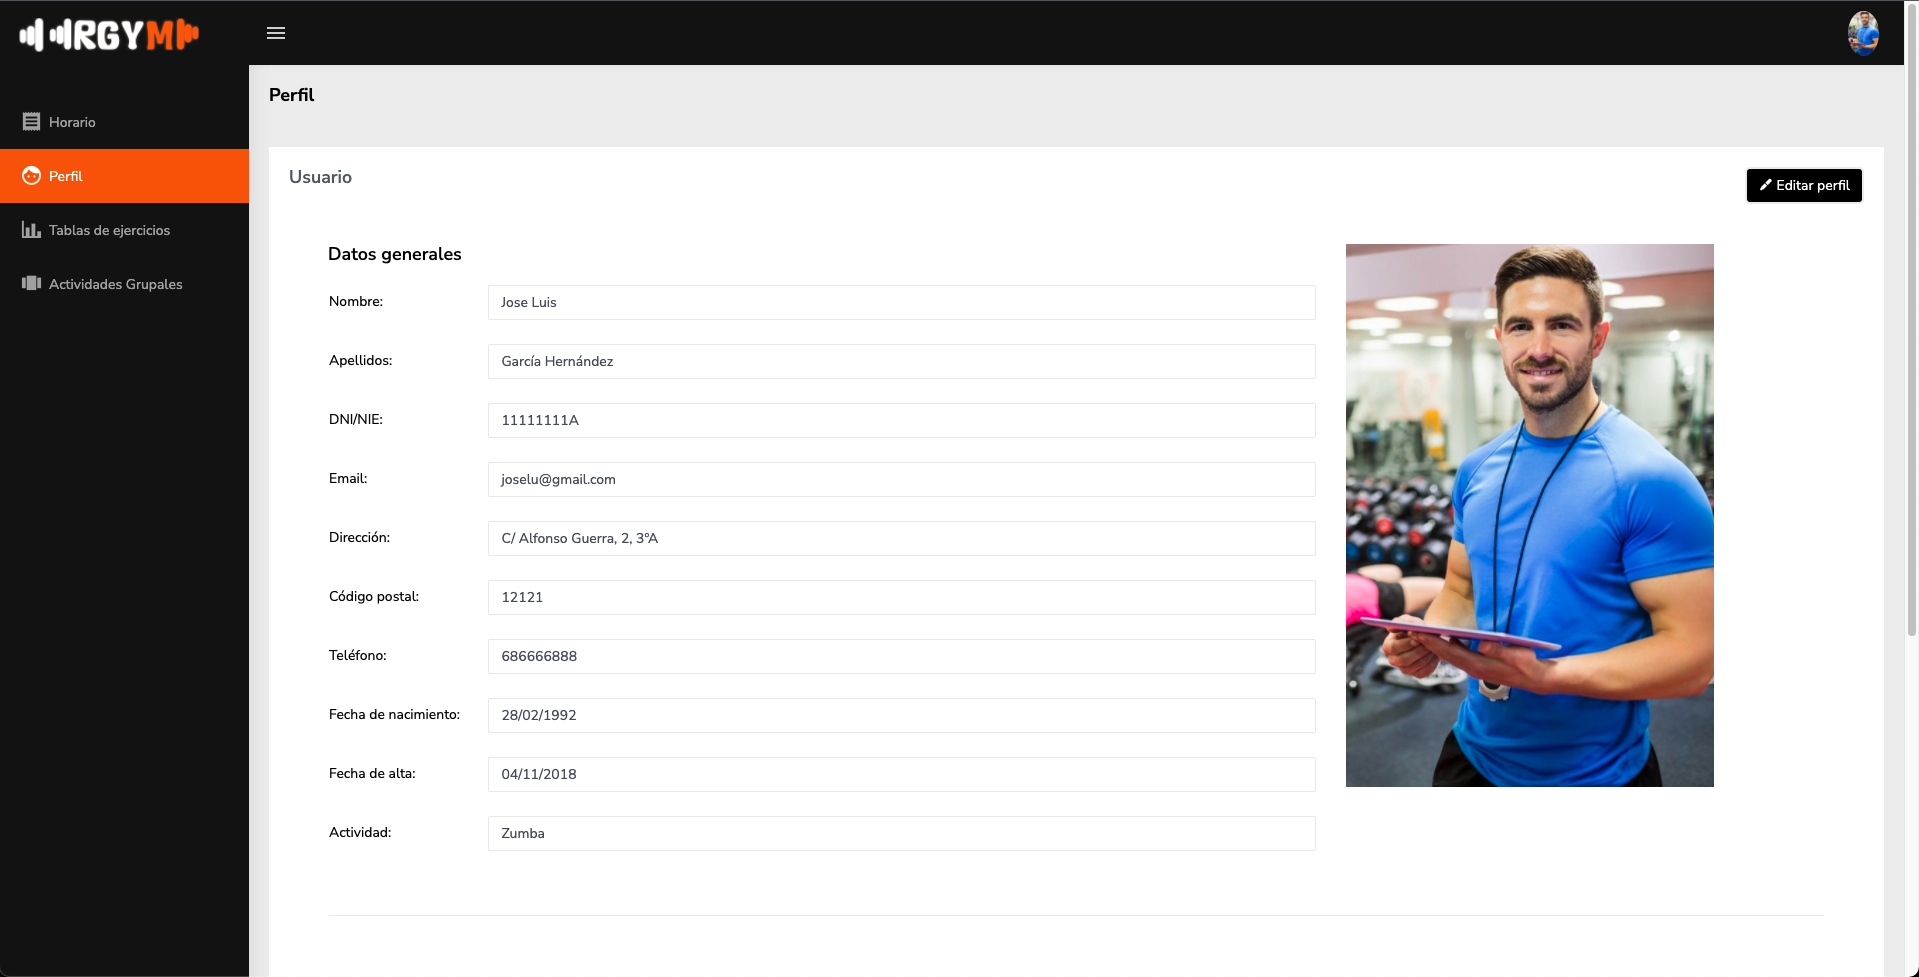 IRGYM
Perfil
Horario
Perfil
Tablas de ejercicios
Actividades Grupales
Usuario
Editar perfil
Datos generales
Nombre: Jose Luis
Apellidos: García Hernández
DNI/NIE: 11111111A
Email: joselu@gmail.com
Dirección: C/ Alfonso Guerra, 2, 3ºA
Código postal: 12121
Teléfono: 686666888
Fecha de nacimiento: 28/02/1992
Fecha de alta: 04/11/2018
Actividad: Zumba